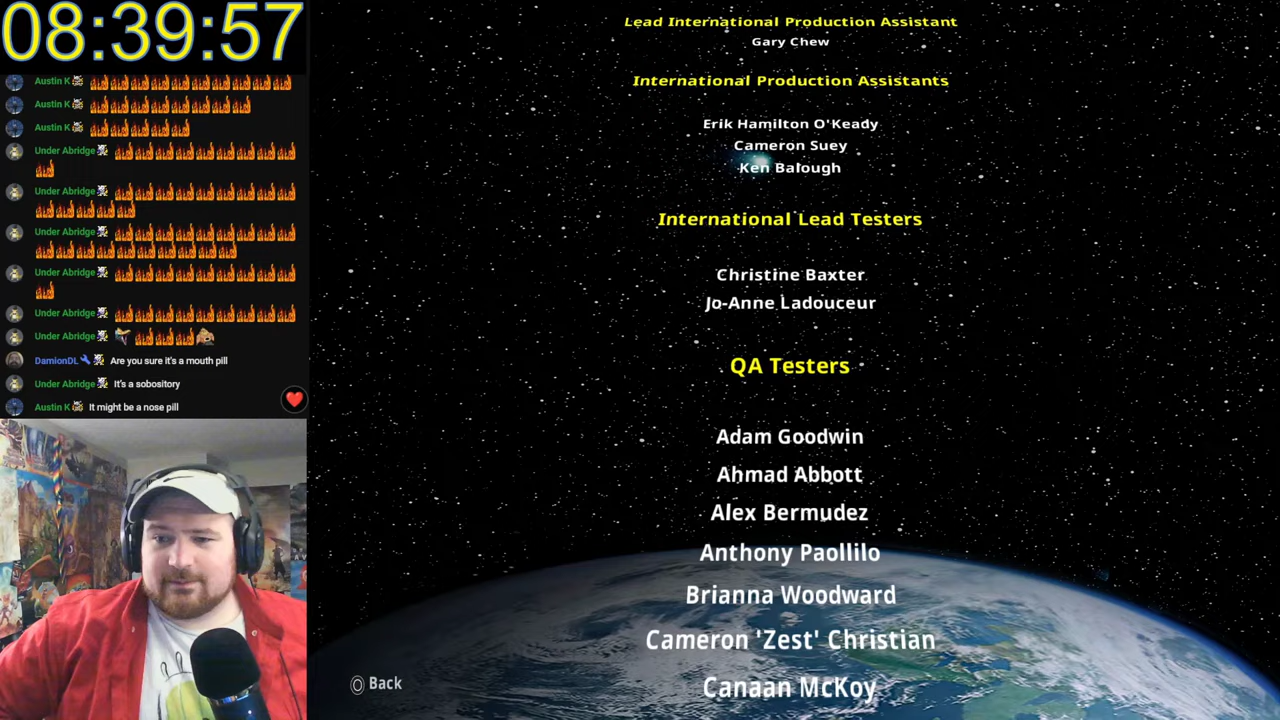 08:39:57
Austin K
Austin K
Austin K
Under Abridge
Under Abridge
Under Abridge
Under Abridge
Under Abridge
Under Abridge
DamionDL Are you sure it's a mouth pill
Under Abridge It's a sobository
Austin K It might be a nose pill
Lead International Production Assistant
Gary Chew
International Production Assistants
Erik Hamilton O'Keady
Cameron Suey
Ken Balough
International Lead Testers
Christine Baxter
Jo-Anne Ladouceur
QA Testers
Adam Goodwin
Ahmad Abbott
Alex Bermudez
Anthony Paollilo
Brianna Woodward
Cameron 'Zest' Christian
Canaan McKoy
Back